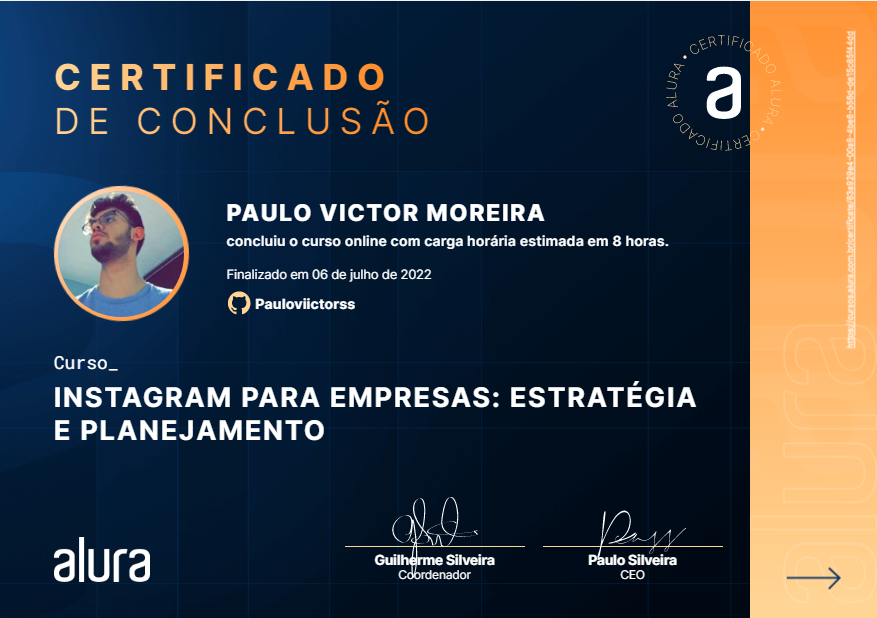 CERTIFICADO
DE CONCLUSÃO
CERTIFICADO ALURA • CERTIFICADO ALURA •
a
PAULO VICTOR MOREIRA
concluiu o curso online com carga horária estimada em 8 horas.
Finalizado em 06 de julho de 2022
Pauloviictorss
Curso_
INSTAGRAM PARA EMPRESAS: ESTRATÉGIA
E PLANEJAMENTO
alura
Guilherme Silveira
Coordenador
Paulo Silveira
CEO
alura